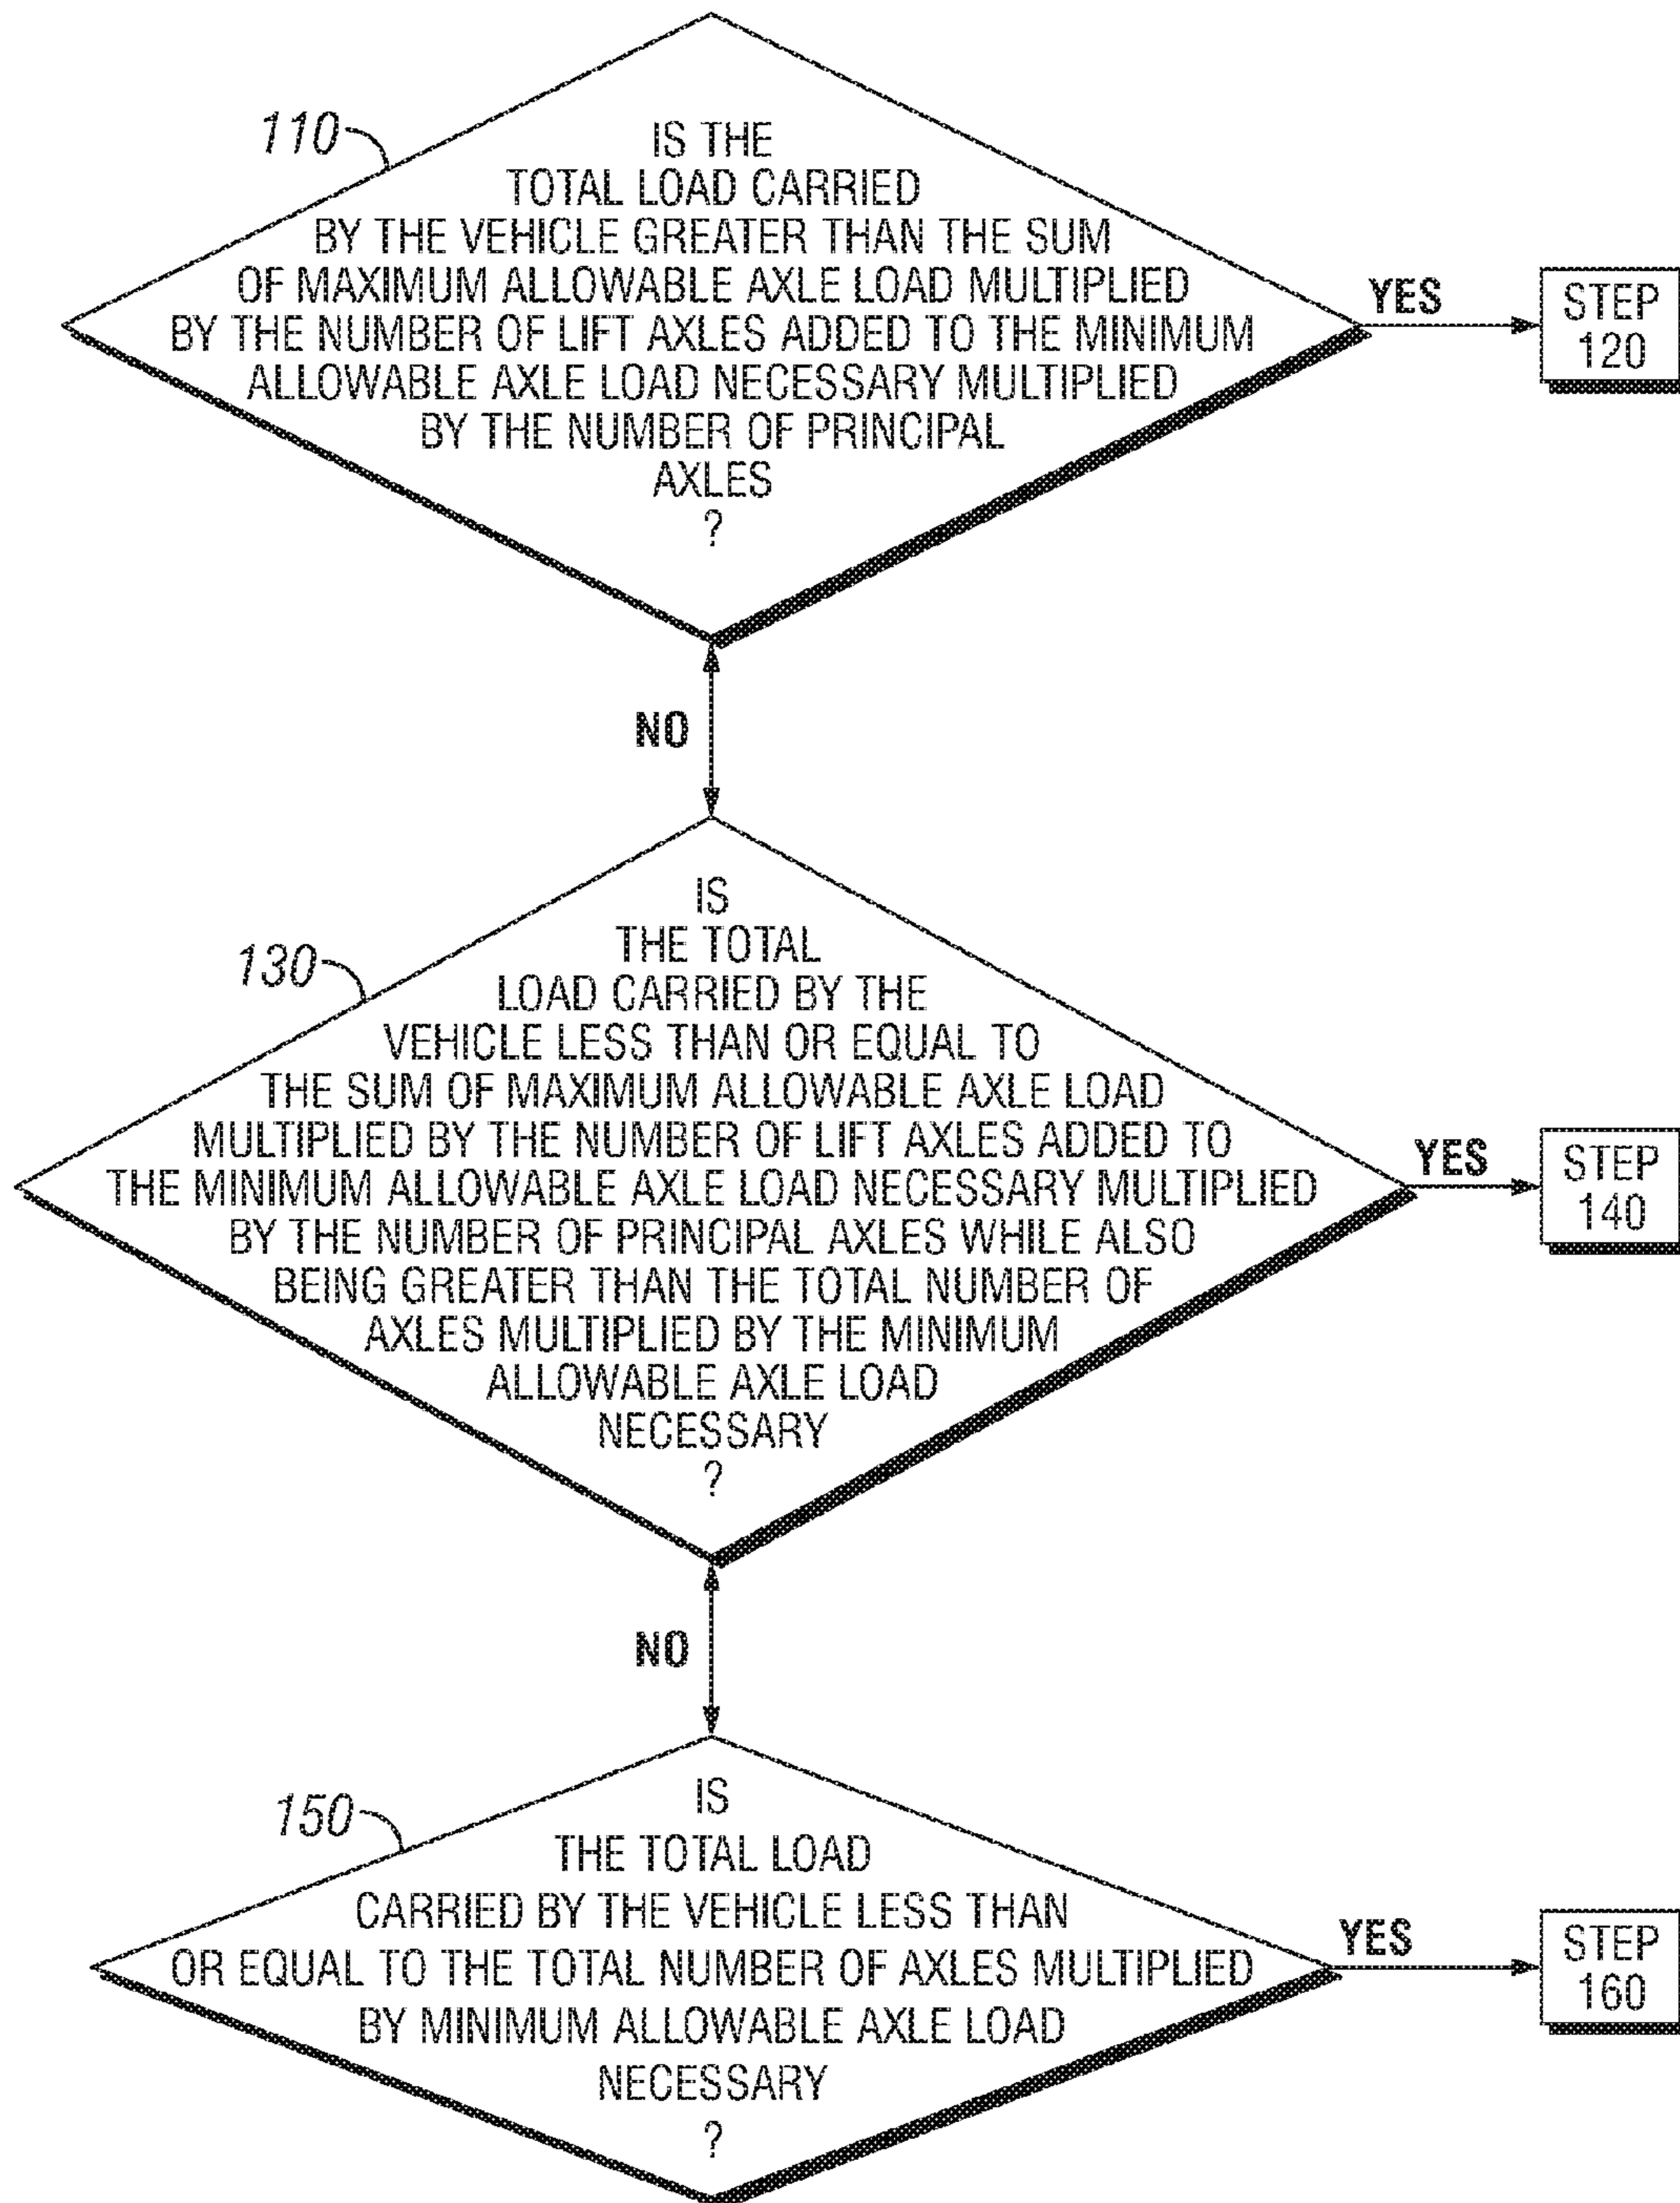 110
IS THE
TOTAL LOAD CARRIED
BY THE VEHICLE GREATER THAN THE SUM
OF MAXIMUM ALLOWABLE AXLE LOAD MULTIPLIED
BY THE NUMBER OF LIFT AXLES ADDED TO THE MINIMUM
ALLOWABLE AXLE LOAD NECESSARY MULTIPLIED
BY THE NUMBER OF PRINCIPAL
AXLES
?
YES
STEP
120
NO
130
IS
THE TOTAL
LOAD CARRIED BY THE
VEHICLE LESS THAN OR EQUAL TO
THE SUM OF MAXIMUM ALLOWABLE AXLE LOAD
MULTIPLIED BY THE NUMBER OF LIFT AXLES ADDED TO
THE MINIMUM ALLOWABLE AXLE LOAD NECESSARY MULTIPLIED
BY THE NUMBER OF PRINCIPAL AXLES WHILE ALSO
BEING GREATER THAN THE TOTAL NUMBER OF
AXLES MULTIPLIED BY THE MINIMUM
ALLOWABLE AXLE LOAD
NECESSARY
?
YES
STEP
140
NO
150
IS
THE TOTAL LOAD
CARRIED BY THE VEHICLE LESS THAN
OR EQUAL TO THE TOTAL NUMBER OF AXLES MULTIPLIED
BY MINIMUM ALLOWABLE AXLE LOAD
NECESSARY
?
YES
STEP
160